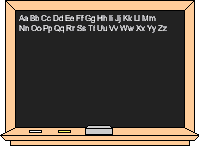 Aa Bb Cc Dd Ee Ff Gg Hh Ii Jj Kk Ll Mm
Nn Oo Pp Qq Rr Ss Tt Uu Vv Ww Xx Yy Zz